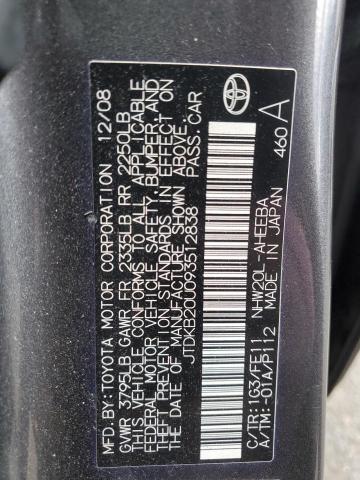 MFD. BY: TOYOTA MOTOR CORPORATION 12/08
GVWR 3795LB GAWR FR 2335LB RR 2250LB
THIS VEHICLE CONFORMS TO ALL APPLICABLE
FEDERAL MOTOR VEHICLE SAFETY, BUMPER, AND
THEFT PREVENTION STANDARDS IN EFFECT ON
THE DATE OF MANUFACTURE SHOWN ABOVE.
JTDKB20U093512838 PASS. CAR
TOYOTA
C/TR: 1G3/FE11 NHW20L-AHEEBA
A/TM: -01A/P112 MADE IN JAPAN
460 A